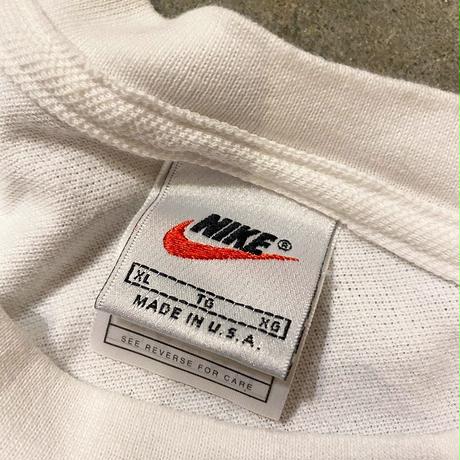 NIKE®
XL TG XG
MADE IN U.S.A.
SEE REVERSE FOR CARE